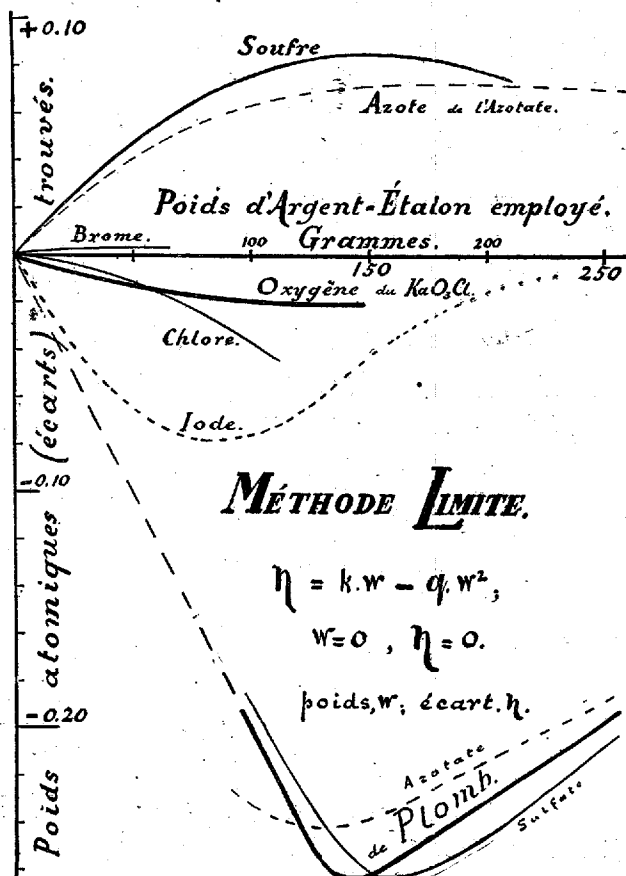 +0.10
Soufre
Azote de l'Azotate.
Poids d'Argent-Étalon employé.
Grammes.
Brome.
100
200
150
250
Oxygène du KaO₃Cl.
Chlore.
Iode.
-0.10
MÉTHODE LIMITE.
η = k.w – q.w²;
w=0 , η=0.
poids,w; écart.η.
-0.20
Azotate
de Plomb.
Sulfate
Poids atomiques (écarts) trouvés.